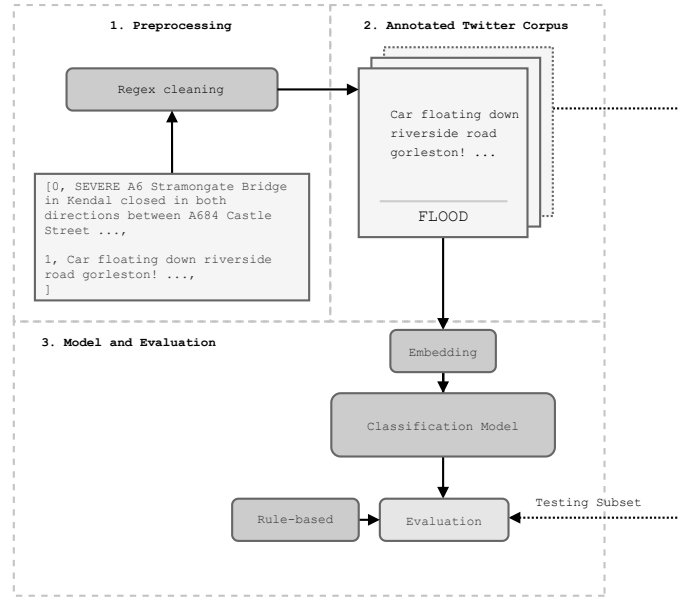 1. Preprocessing
Regex cleaning
[0, SEVERE A6 Stramongate Bridge
in Kendal closed in both
directions between A684 Castle
Street ...,
1, Car floating down riverside
road gorleston! ...,
]
2. Annotated Twitter Corpus
Car floating down
riverside road
gorleston! ...
FLOOD
3. Model and Evaluation
Embedding
Classification Model
Rule-based
Evaluation
Testing Subset